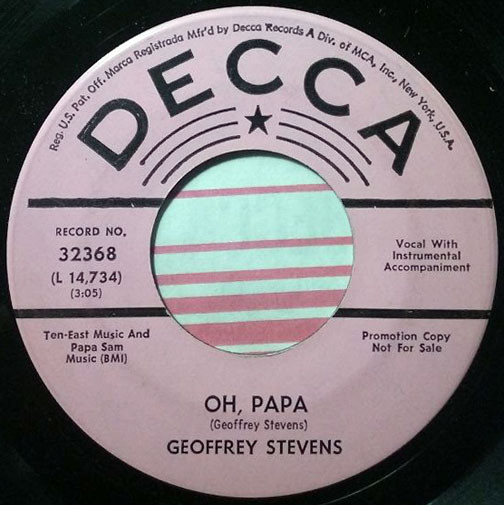 Reg. U.S. Pat. Off. Marca Registrada Mfr'd by Decca Records A Div. of MCA, Inc., New York, U.S.A.
DECCA
RECORD NO.
32368
(L 14,734)
(3:05)
Vocal With
Instrumental
Accompaniment
Ten-East Music And
Papa Sam
Music (BMI)
Promotion Copy
Not For Sale
OH, PAPA
(Geoffrey Stevens)
GEOFFREY STEVENS